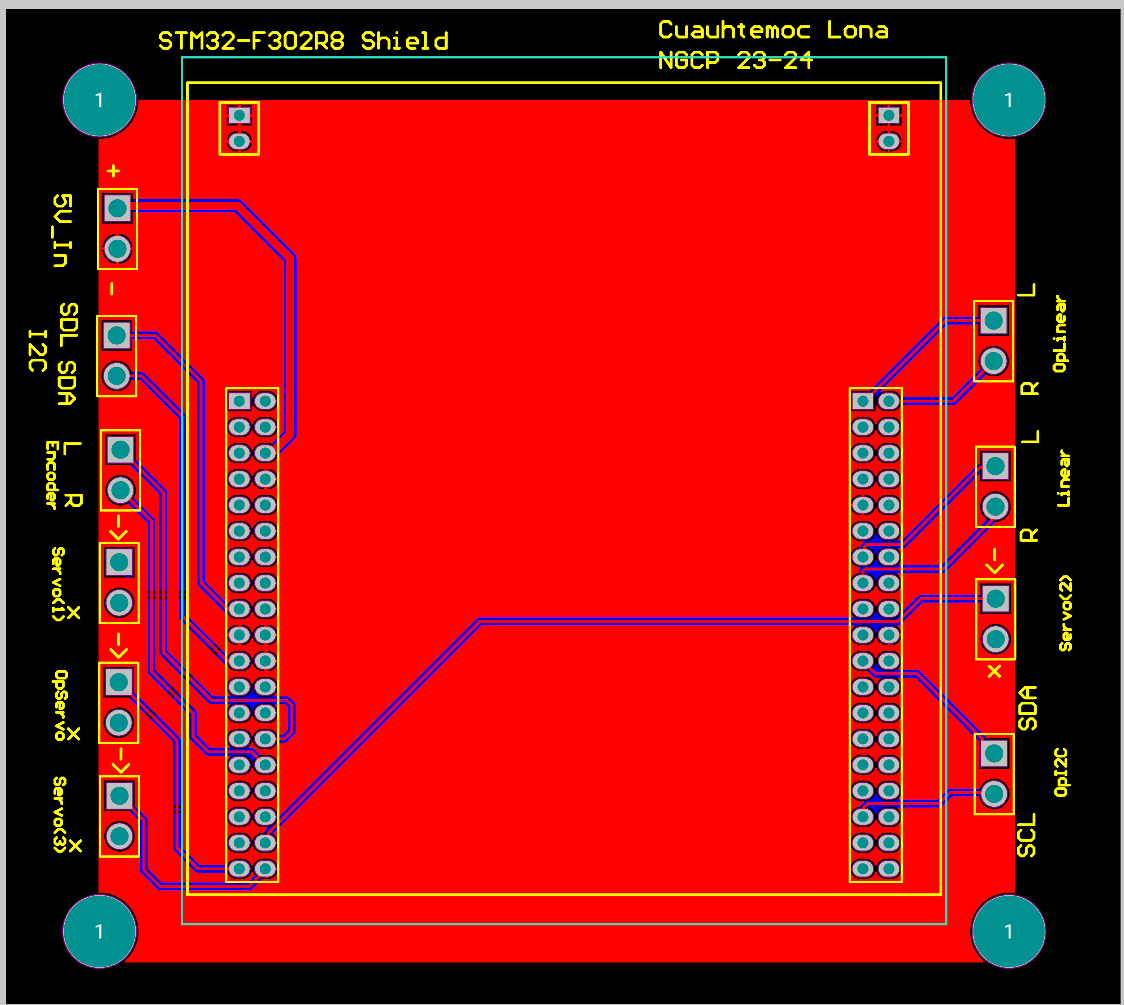 STM32-F302R8 Shield
Cuauhtemoc Lona
NGCP 23-24
1
1
+
5V_In
-
SDL SDA
I2C
L
R
Encoder
Servo(1)
X
OpServo
X
Servo(3)
X
L
OpLinear
R
L
Linear
R
Servo(2)
X
SDA
OpI2C
SCL
1
1